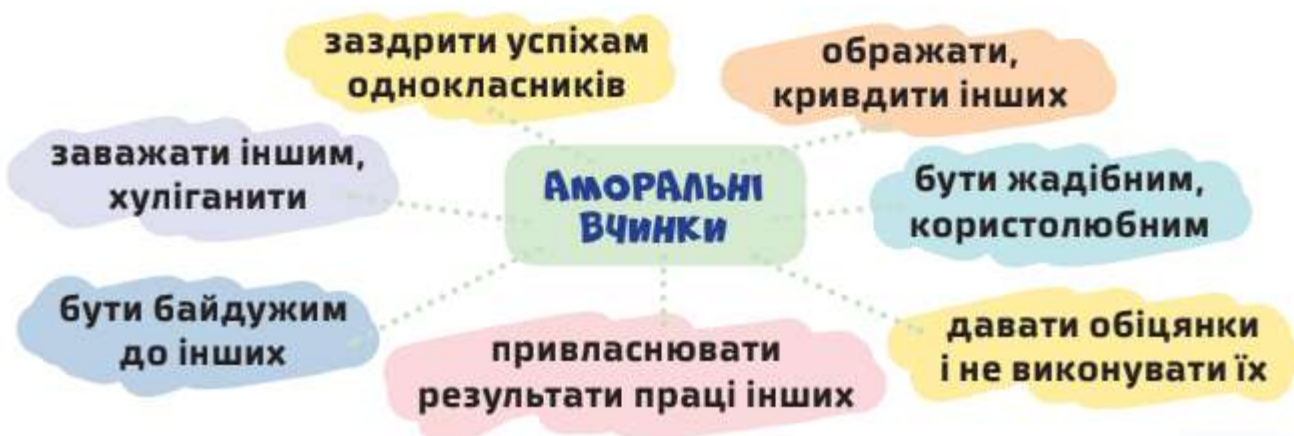 заздрити успіхам
однокласників
ображати,
кривдити інших
заважати іншим,
хуліганити
АМОРАЛЬНІ
ВЧИНКИ
бути жадібним,
користолюбним
бути байдужим
до інших
привласнювати
результати праці інших
давати обіцянки
і не виконувати їх